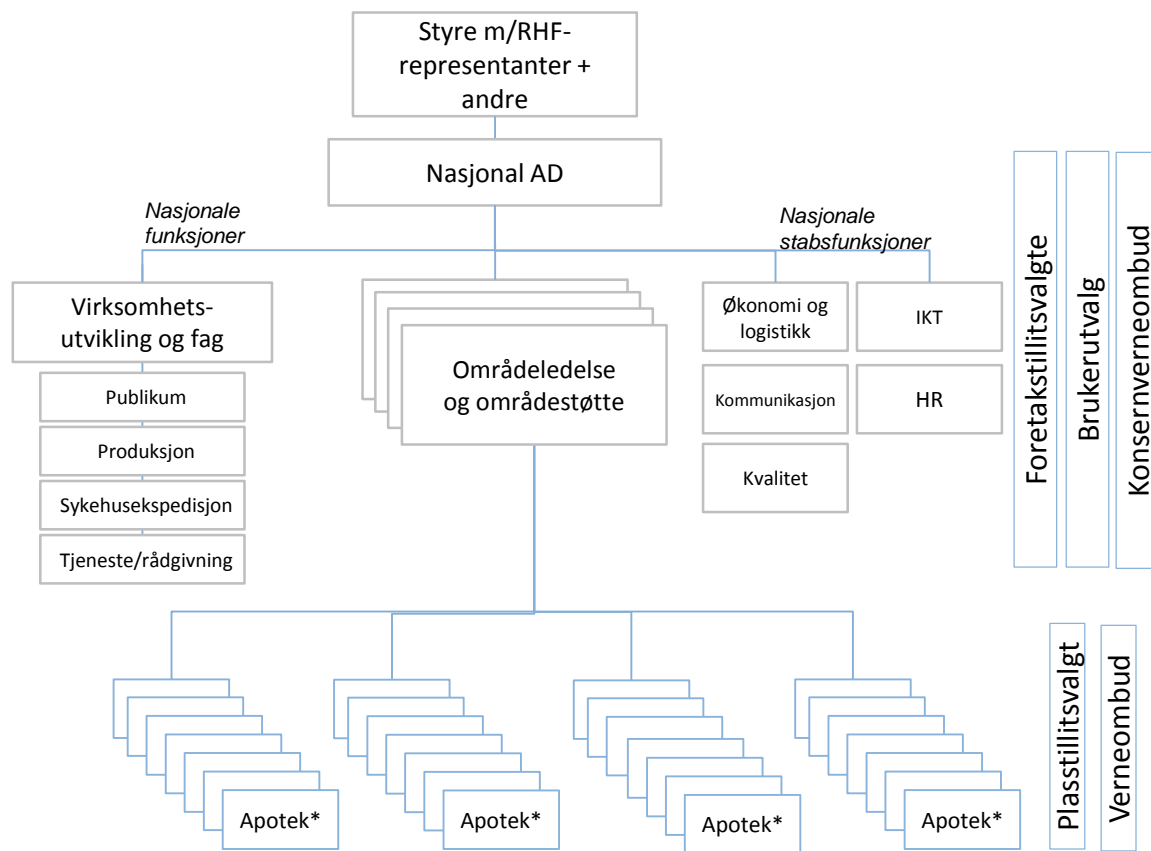 Styre m/RHF-
representanter +
andre
Nasjonal AD
Nasjonale
funksjoner
Nasjonale
stabsfunksjoner
Virksomhets-
utvikling og fag
Publikum
Produksjon
Sykehusekspedisjon
Tjeneste/rådgivning
Områdeledelse
og områdestøtte
Økonomi og
logistikk
IKT
Kommunikasjon
HR
Kvalitet
Foretakstillitsvalgte
Brukerutvalg
Konsernverneombud
Apotek*
Apotek*
Apotek*
Apotek*
Plasstillitsvalgt
Verneombud